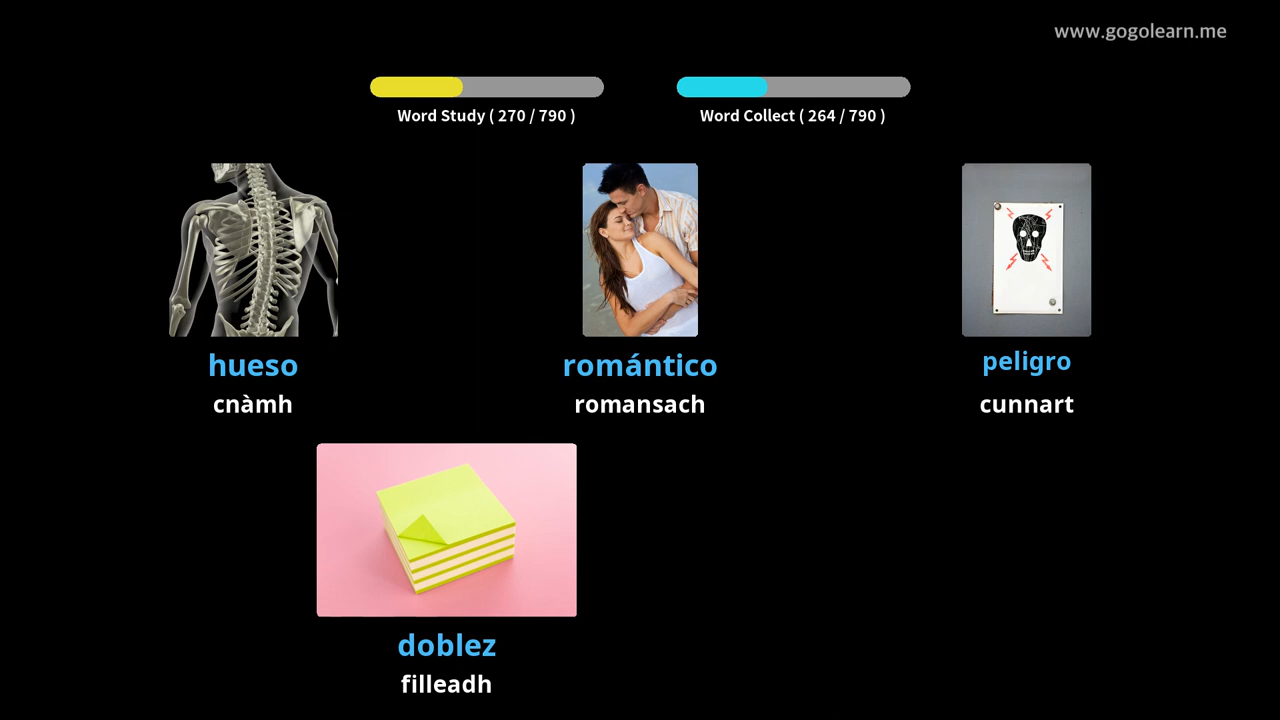 www.gogolearn.me
Word Study ( 270 / 790 )
Word Collect ( 264 / 790 )
hueso
cnàmh
romántico
romansach
peligro
cunnart
doblez
filleadh